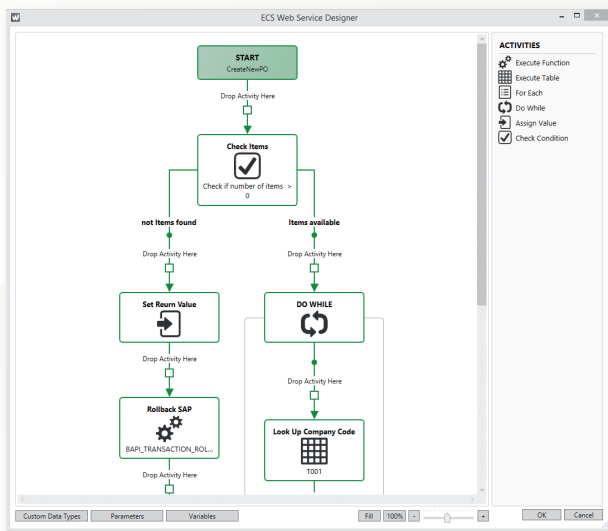 ECS Web Service Designer
START
CreateNewPO
Drop Activity Here
Check Items
Check if number of items >
0
not Items found
Items available
Drop Activity Here
Drop Activity Here
Set Reurn Value
DO WHILE
Drop Activity Here
Drop Activity Here
Rollback SAP
BAPI_TRANSACTION_ROL...
Look Up Company Code
T001
Drop Activity Here
ACTIVITIES
Execute Function
Execute Table
For Each
Do While
Assign Value
Check Condition
Custom Data Types
Parameters
Variables
Fill
100%
-
+
OK
Cancel